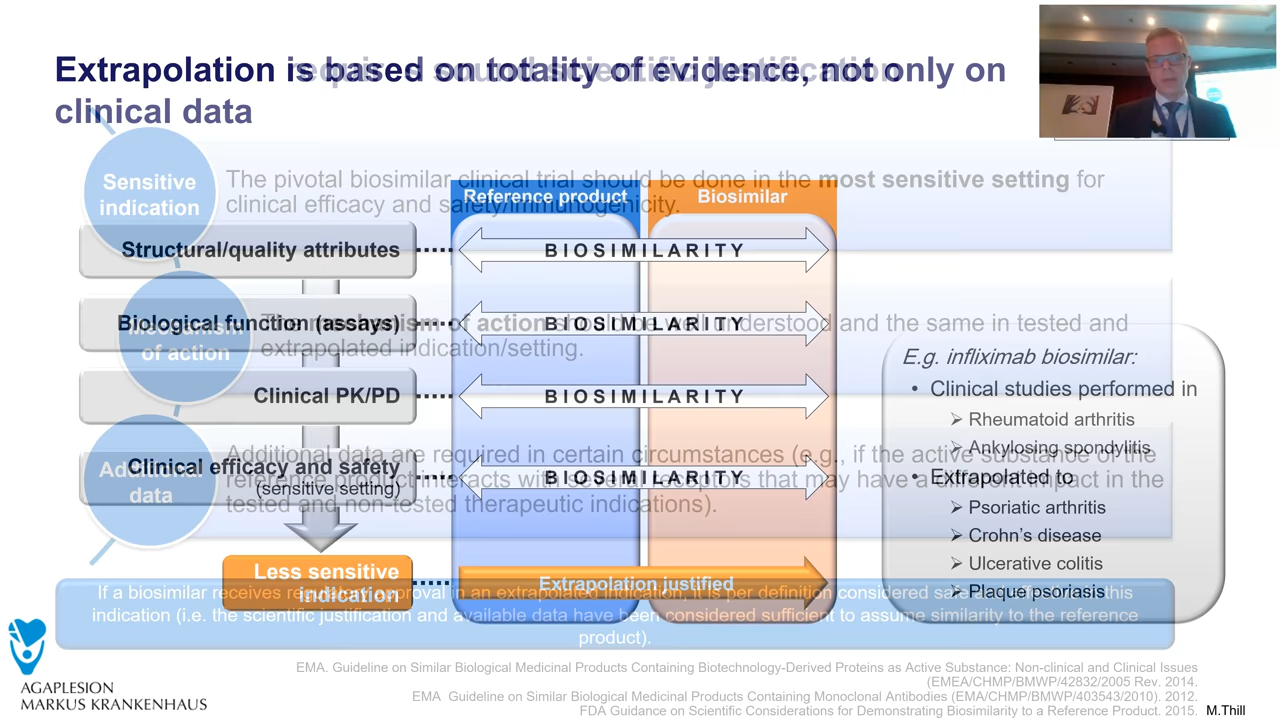 Extrapolation is based on totality of evidence, not only on
clinical data
Sensitive
indication
The pivotal biosimilar clinical trial should be done in the most sensitive setting for
clinical efficacy and safety/immunogenicity.
Reference product
Biosimilar
Structural/quality attributes
BIOSIMILARITY
Mechanism
of action
The mechanism of action should be well understood and the same in tested and
extrapolated indication/setting.
Biological function (assays)
BIOSIMILARITY
Clinical PK/PD
BIOSIMILARITY
Additional
data
Additional data are required in certain circumstances (e.g., if the active substance of the
reference product interacts with several receptors that may have a different impact in the
tested and non-tested therapeutic indications).
Clinical efficacy and safety
(sensitive setting)
BIOSIMILARITY
Less sensitive
indication
Extrapolation justified
E.g. infliximab biosimilar:
• Clinical studies performed in
➢ Rheumatoid arthritis
➢ Ankylosing spondylitis
• Extrapolated to
➢ Psoriatic arthritis
➢ Crohn's disease
➢ Ulcerative colitis
➢ Plaque psoriasis
If a biosimilar receives regulatory approval in an extrapolated indication, it is per definition considered safe and effective in this
indication (i.e. the scientific justification and available data have been considered sufficient to assume similarity to the reference
product).
AGAPLESION
MARKUS KRANKENHAUS
EMA. Guideline on Similar Biological Medicinal Products Containing Biotechnology-Derived Proteins as Active Substance: Non-clinical and Clinical Issues
(EMEA/CHMP/BMWP/42832/2005 Rev. 2014.
EMA Guideline on Similar Biological Medicinal Products Containing Monoclonal Antibodies (EMA/CHMP/BMWP/403543/2010). 2012.
FDA Guidance on Scientific Considerations for Demonstrating Biosimilarity to a Reference Product. 2015.
M.Thill